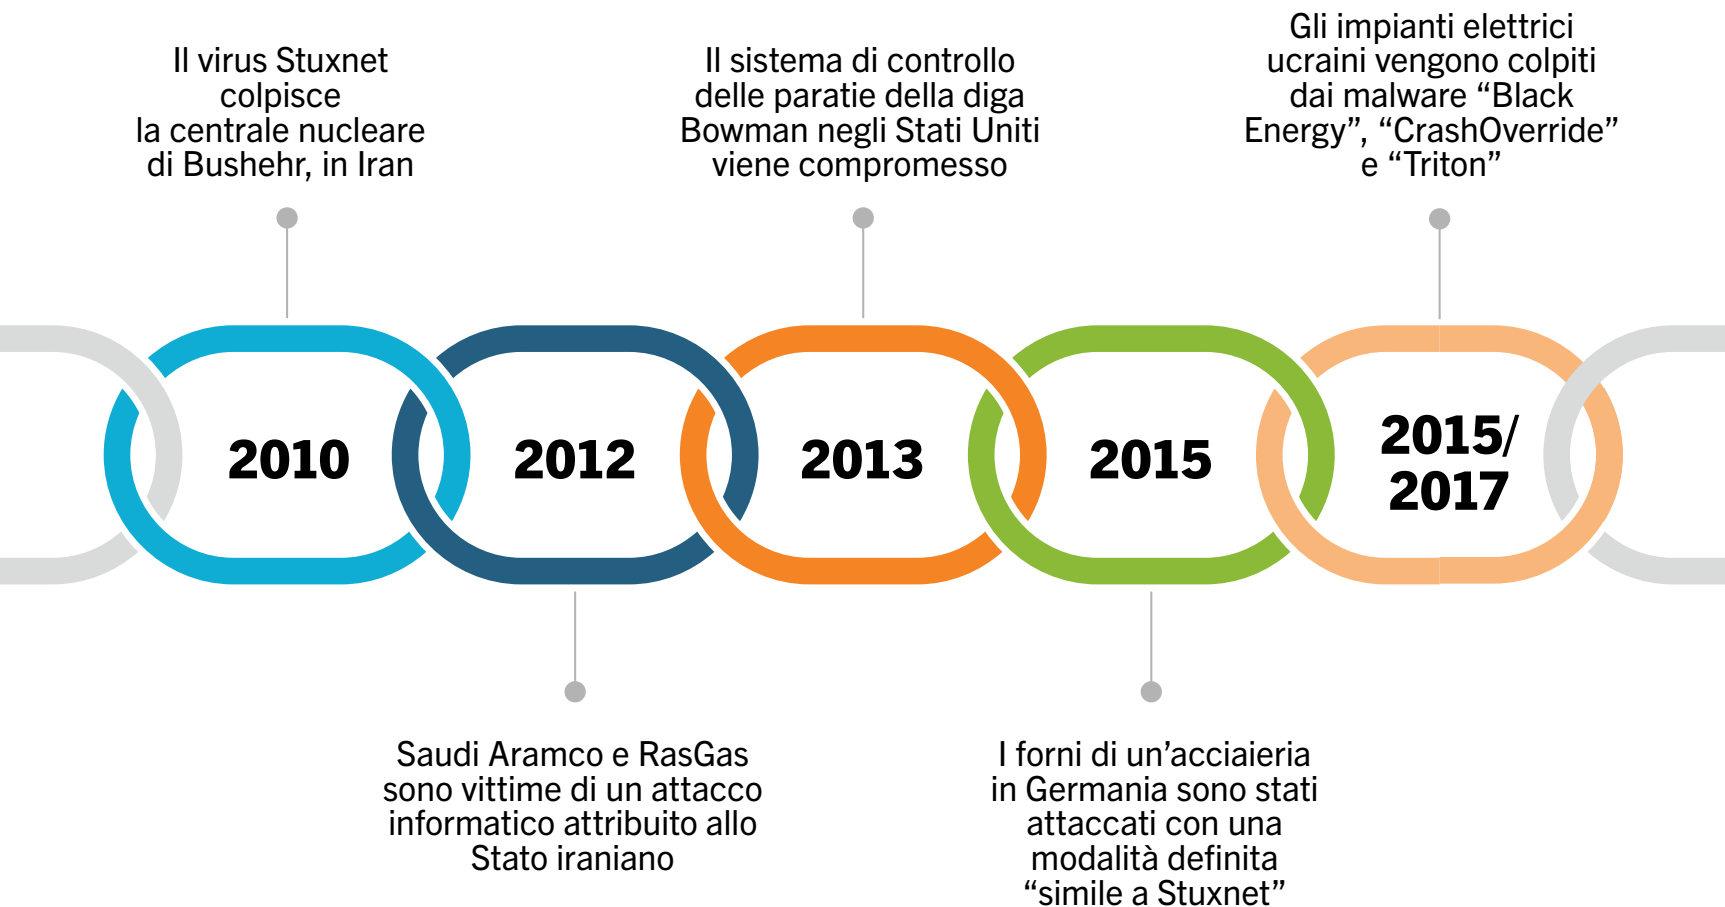 Il virus Stuxnet
colpisce
la centrale nucleare
di Bushehr, in Iran
Il sistema di controllo
delle paratie della diga
Bowman negli Stati Uniti
viene compromesso
Gli impianti elettrici
ucraini vengono colpiti
dai malware “Black
Energy”, “CrashOverride”
e “Triton”
2010
2012
2013
2015
2015/
2017
Saudi Aramco e RasGas
sono vittime di un attacco
informatico attribuito allo
Stato iraniano
I forni di un’acciaieria
in Germania sono stati
attaccati con una
modalità definita
“simile a Stuxnet”